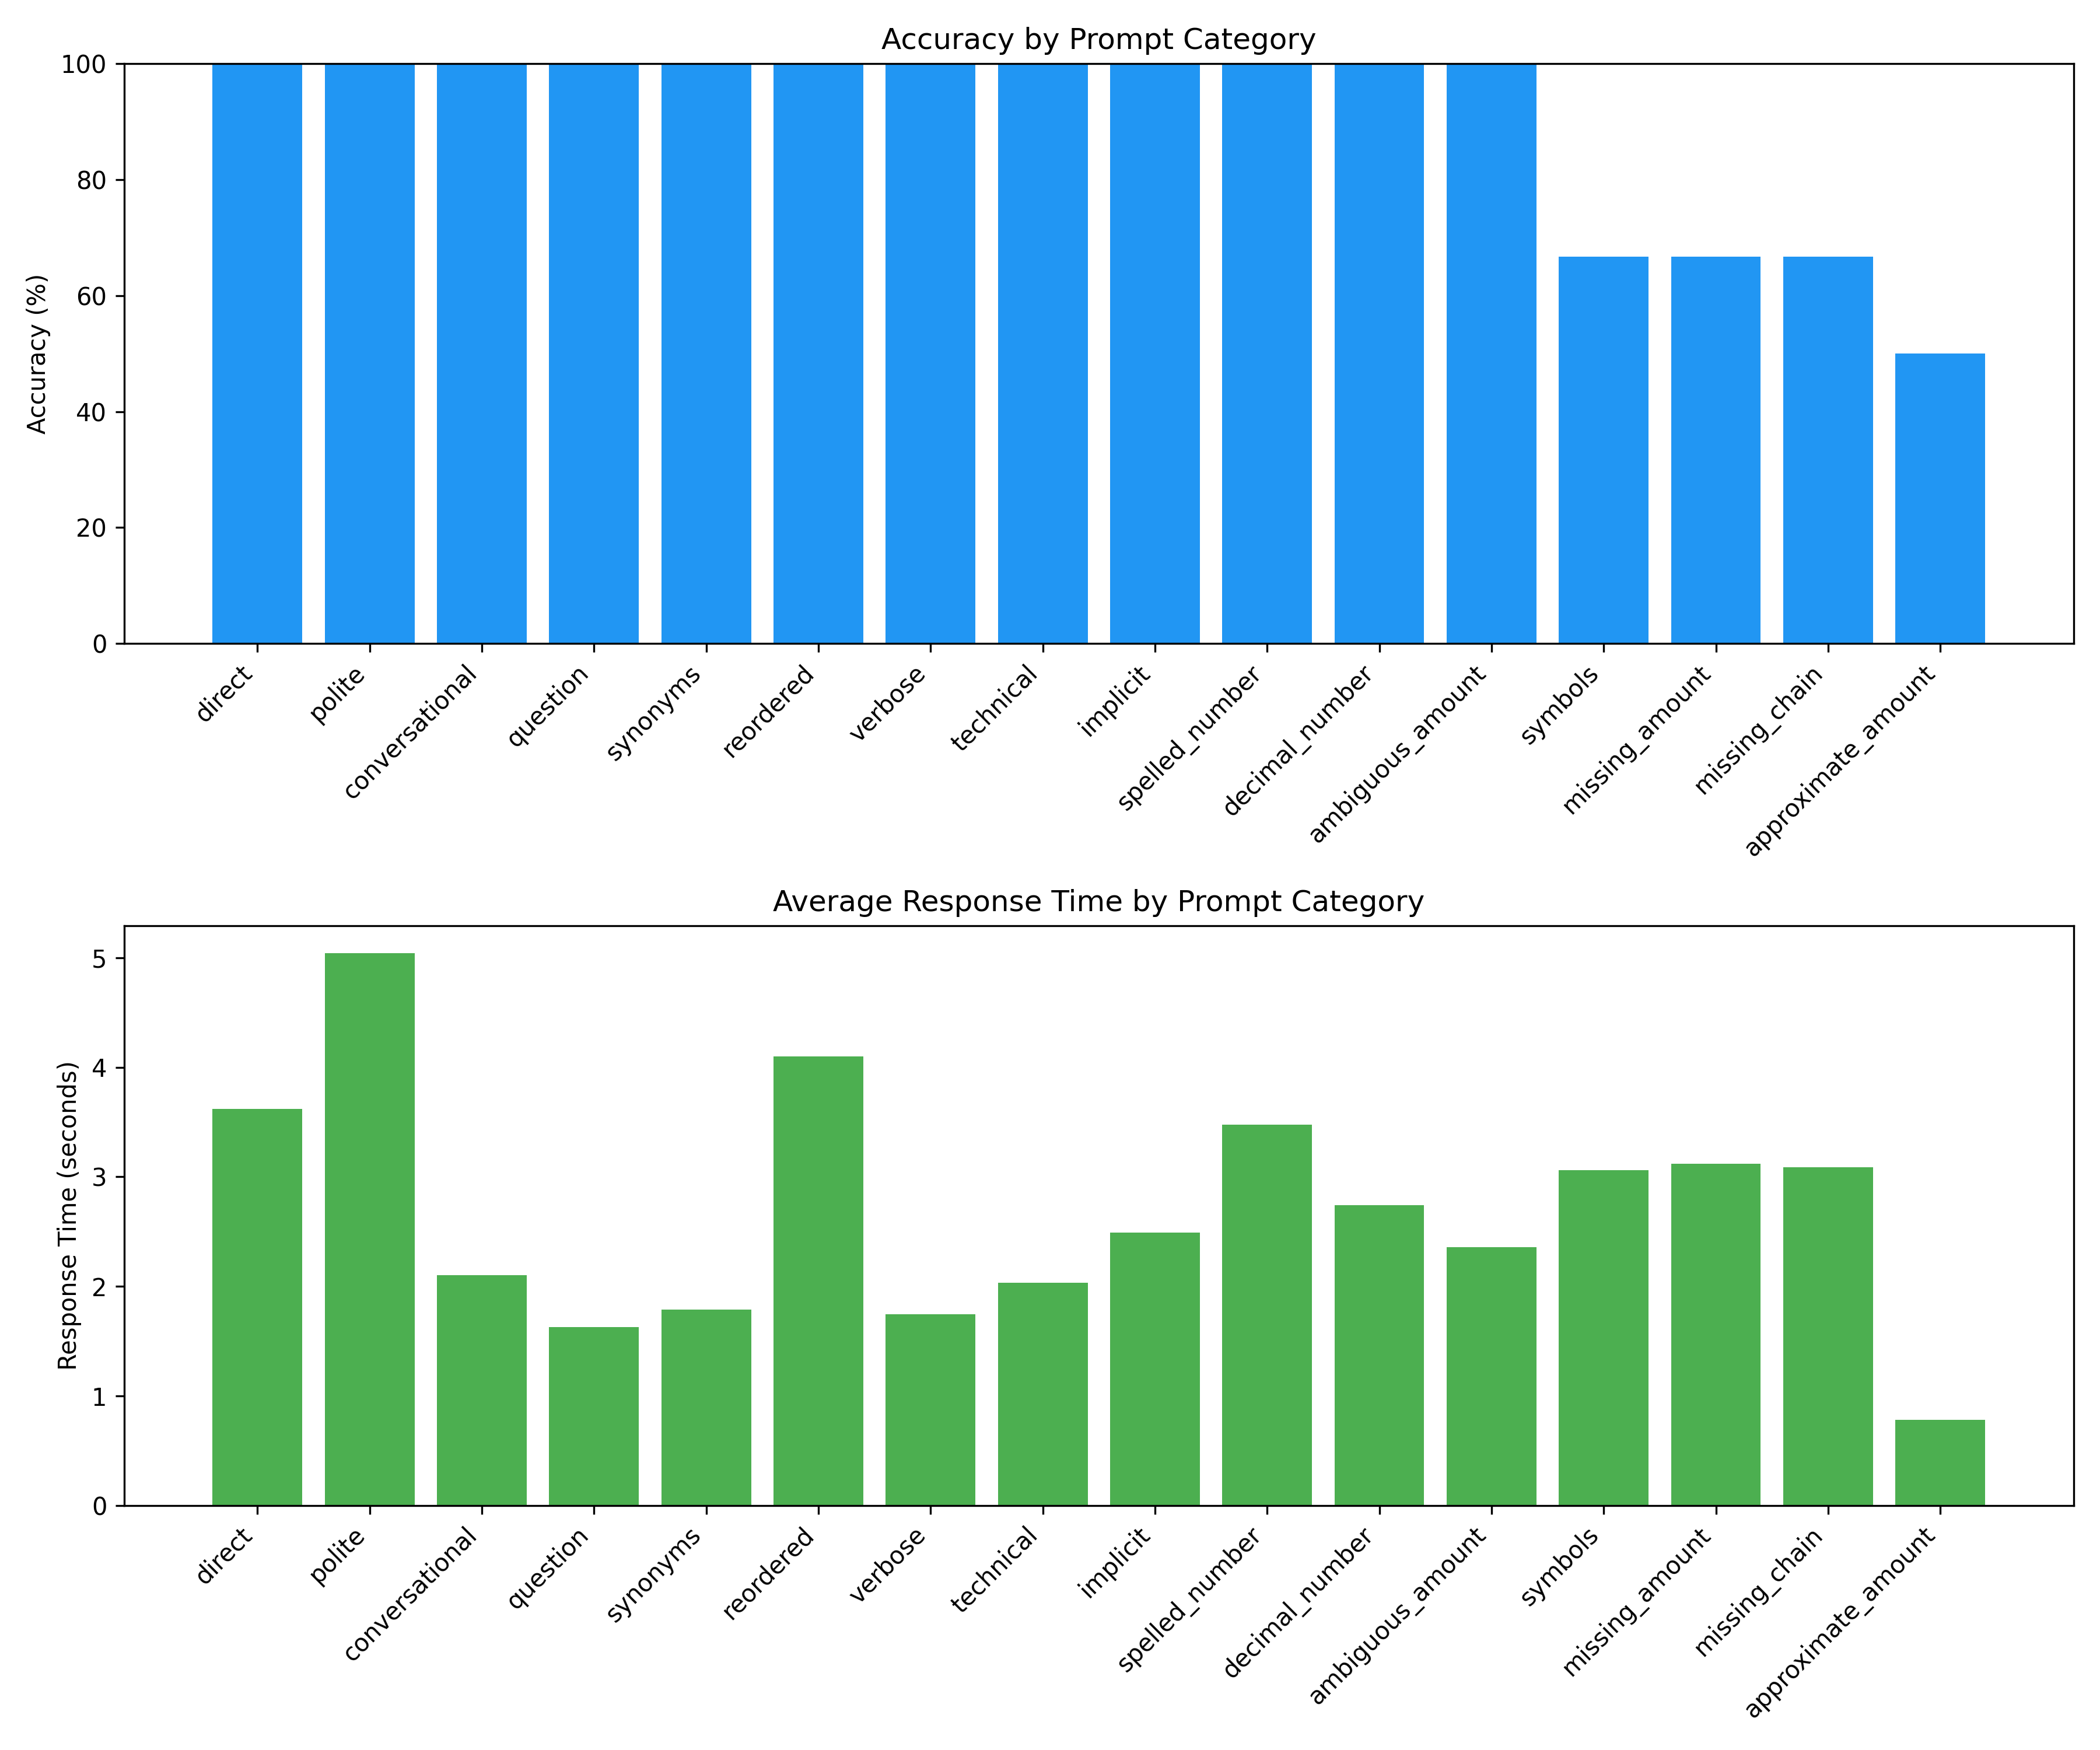 Accuracy by Prompt Category
Accuracy (%)
100
80
60
40
20
0
direct
polite
conversational
question
synonyms
reordered
verbose
technical
implicit
spelled_number
decimal_number
ambiguous_amount
symbols
missing_amount
missing_chain
approximate_amount
Average Response Time by Prompt Category
Response Time (seconds)
5
4
3
2
1
0
direct
polite
conversational
question
synonyms
reordered
verbose
technical
implicit
spelled_number
decimal_number
ambiguous_amount
symbols
missing_amount
missing_chain
approximate_amount